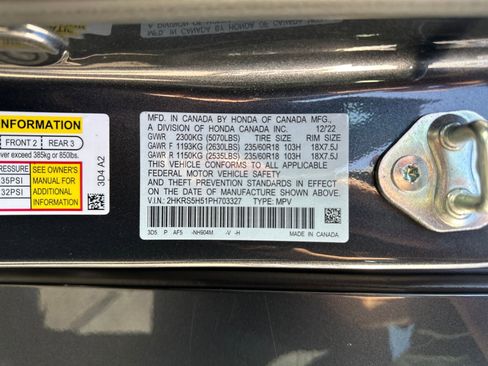 INFORMATION
FRONT 2 REAR 3
ver exceed 385kg or 850lbs.
PRESSURE SEE OWNER'S
35PSI MANUAL FOR
32PSI ADDITIONAL
INFORMATION
3D4 A2
MFD. IN CANADA BY HONDA OF CANADA MFG.,
A DIVISION OF HONDA CANADA INC. 12/22
GVWR 2300KG (5070LBS) TIRE SIZE RIM SIZE
GAWR F 1193KG (2630LBS) 235/60R18 103H 18X7.5J
GAWR R 1150KG (2535LBS) 235/60R18 103H 18X7.5J
THIS VEHICLE CONFORMS TO ALL APPLICABLE
FEDERAL MOTOR VEHICLE SAFETY
AND THEFT PREVENTION STANDARDS IN EFFECT
ON THE DATE OF MANUFACTURE SHOWN ABOVE.
V.I.N.: 2HKRS5H51PH703327 TYPE: MPV
3D5 P AF5 -NH904M -V -H
MADE IN CANADA